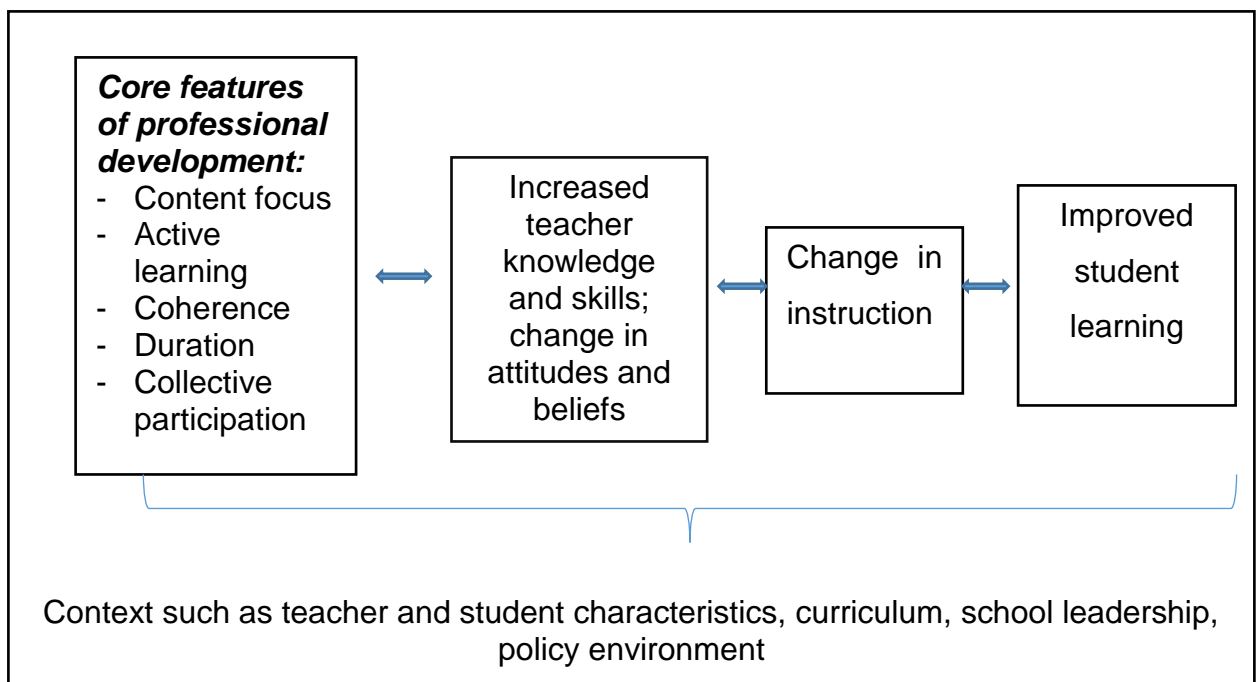 Core features
of professional
development:
- Content focus
- Active
learning
- Coherence
- Duration
- Collective
participation
Increased
teacher
knowledge
and skills;
change in
attitudes and
beliefs
Change in
instruction
Improved
student
learning
Context such as teacher and student characteristics, curriculum, school leadership,
policy environment